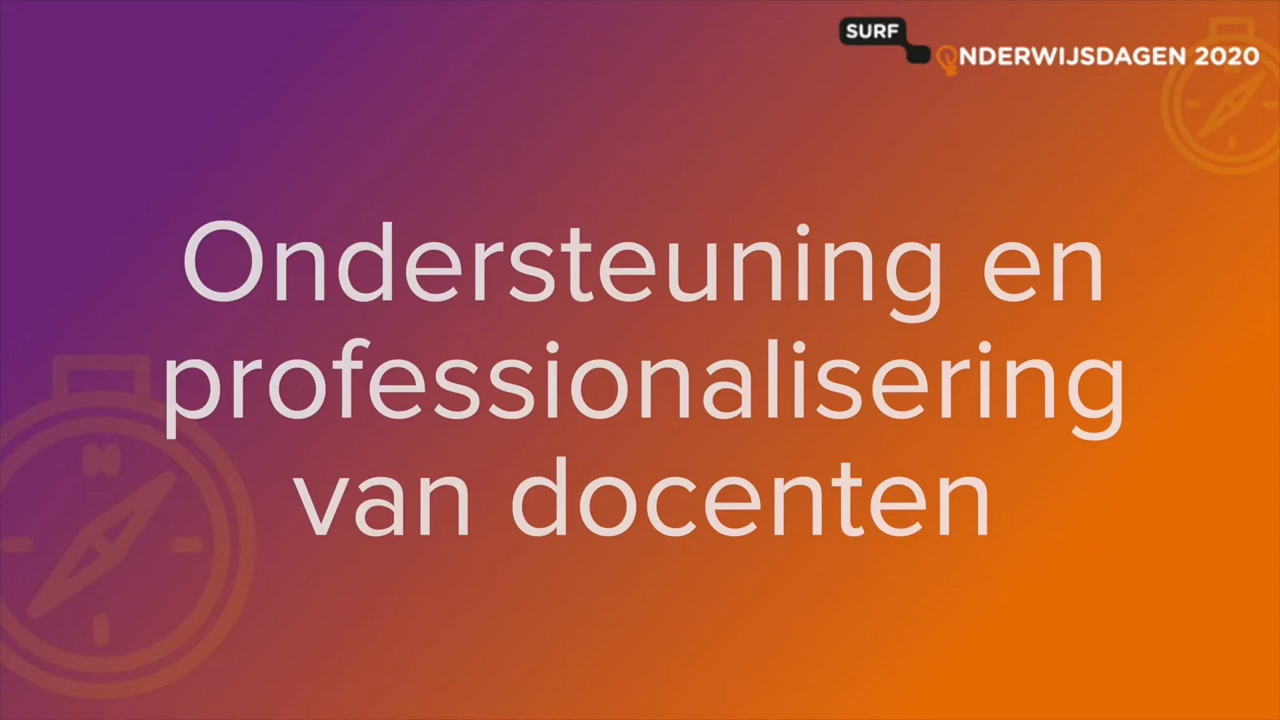 SURF
ONDERWIJSDAGEN 2020
Ondersteuning en
professionalisering
van docenten
N